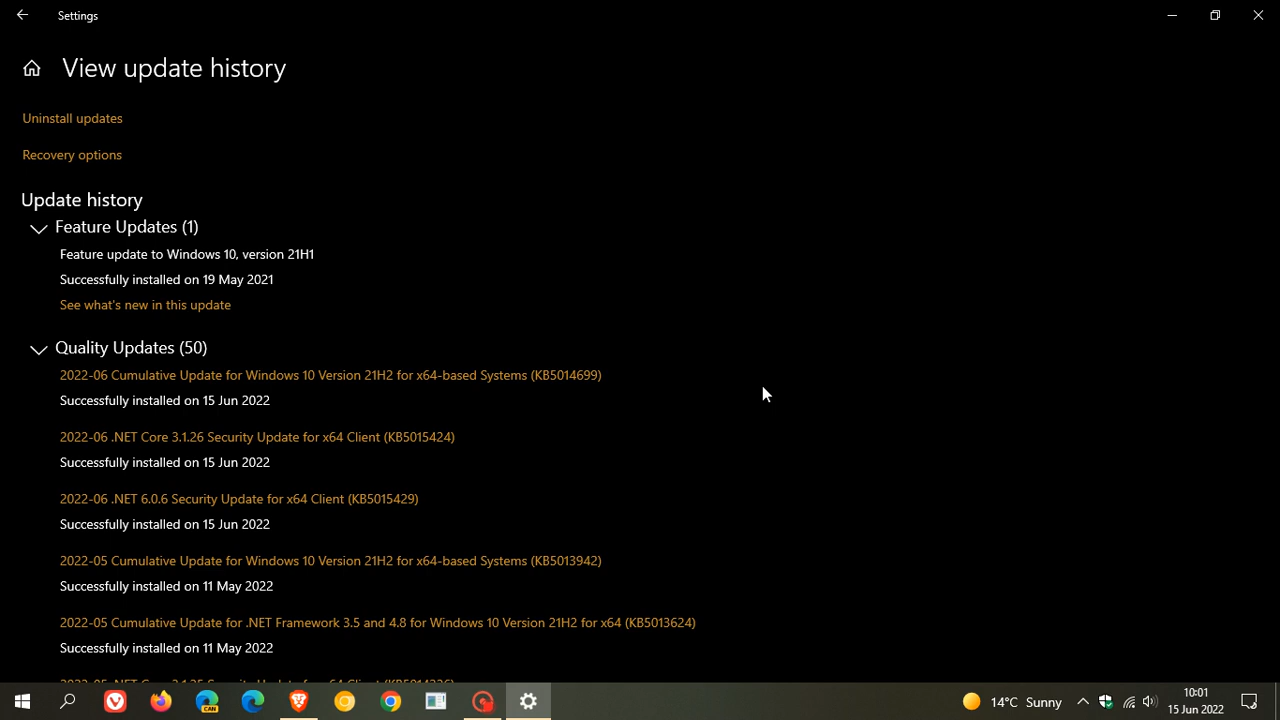 Settings
View update history
Uninstall updates
Recovery options
Update history
Feature Updates (1)
Feature update to Windows 10, version 21H1
Successfully installed on 19 May 2021
See what's new in this update
Quality Updates (50)
2022-06 Cumulative Update for Windows 10 Version 21H2 for x64-based Systems (KB5014699)
Successfully installed on 15 Jun 2022
2022-06 .NET Core 3.1.26 Security Update for x64 Client (KB5015424)
Successfully installed on 15 Jun 2022
2022-06 .NET 6.0.6 Security Update for x64 Client (KB5015429)
Successfully installed on 15 Jun 2022
2022-05 Cumulative Update for Windows 10 Version 21H2 for x64-based Systems (KB5013942)
Successfully installed on 11 May 2022
2022-05 Cumulative Update for .NET Framework 3.5 and 4.8 for Windows 10 Version 21H2 for x64 (KB5013624)
Successfully installed on 11 May 2022
CAN
14°C Sunny
10:01
15 Jun 2022